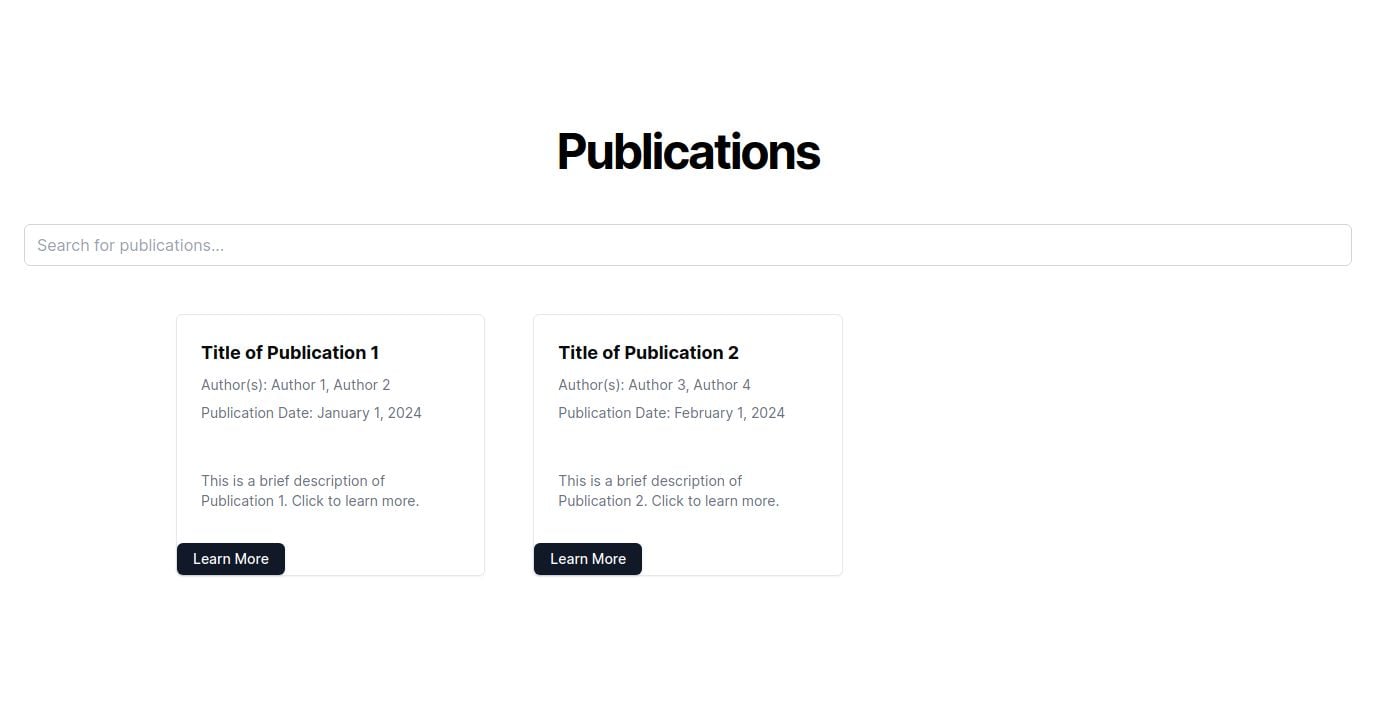 Publications
Search for publications...
Title of Publication 1
Author(s): Author 1, Author 2
Publication Date: January 1, 2024
This is a brief description of
Publication 1. Click to learn more.
Learn More
Title of Publication 2
Author(s): Author 3, Author 4
Publication Date: February 1, 2024
This is a brief description of
Publication 2. Click to learn more.
Learn More